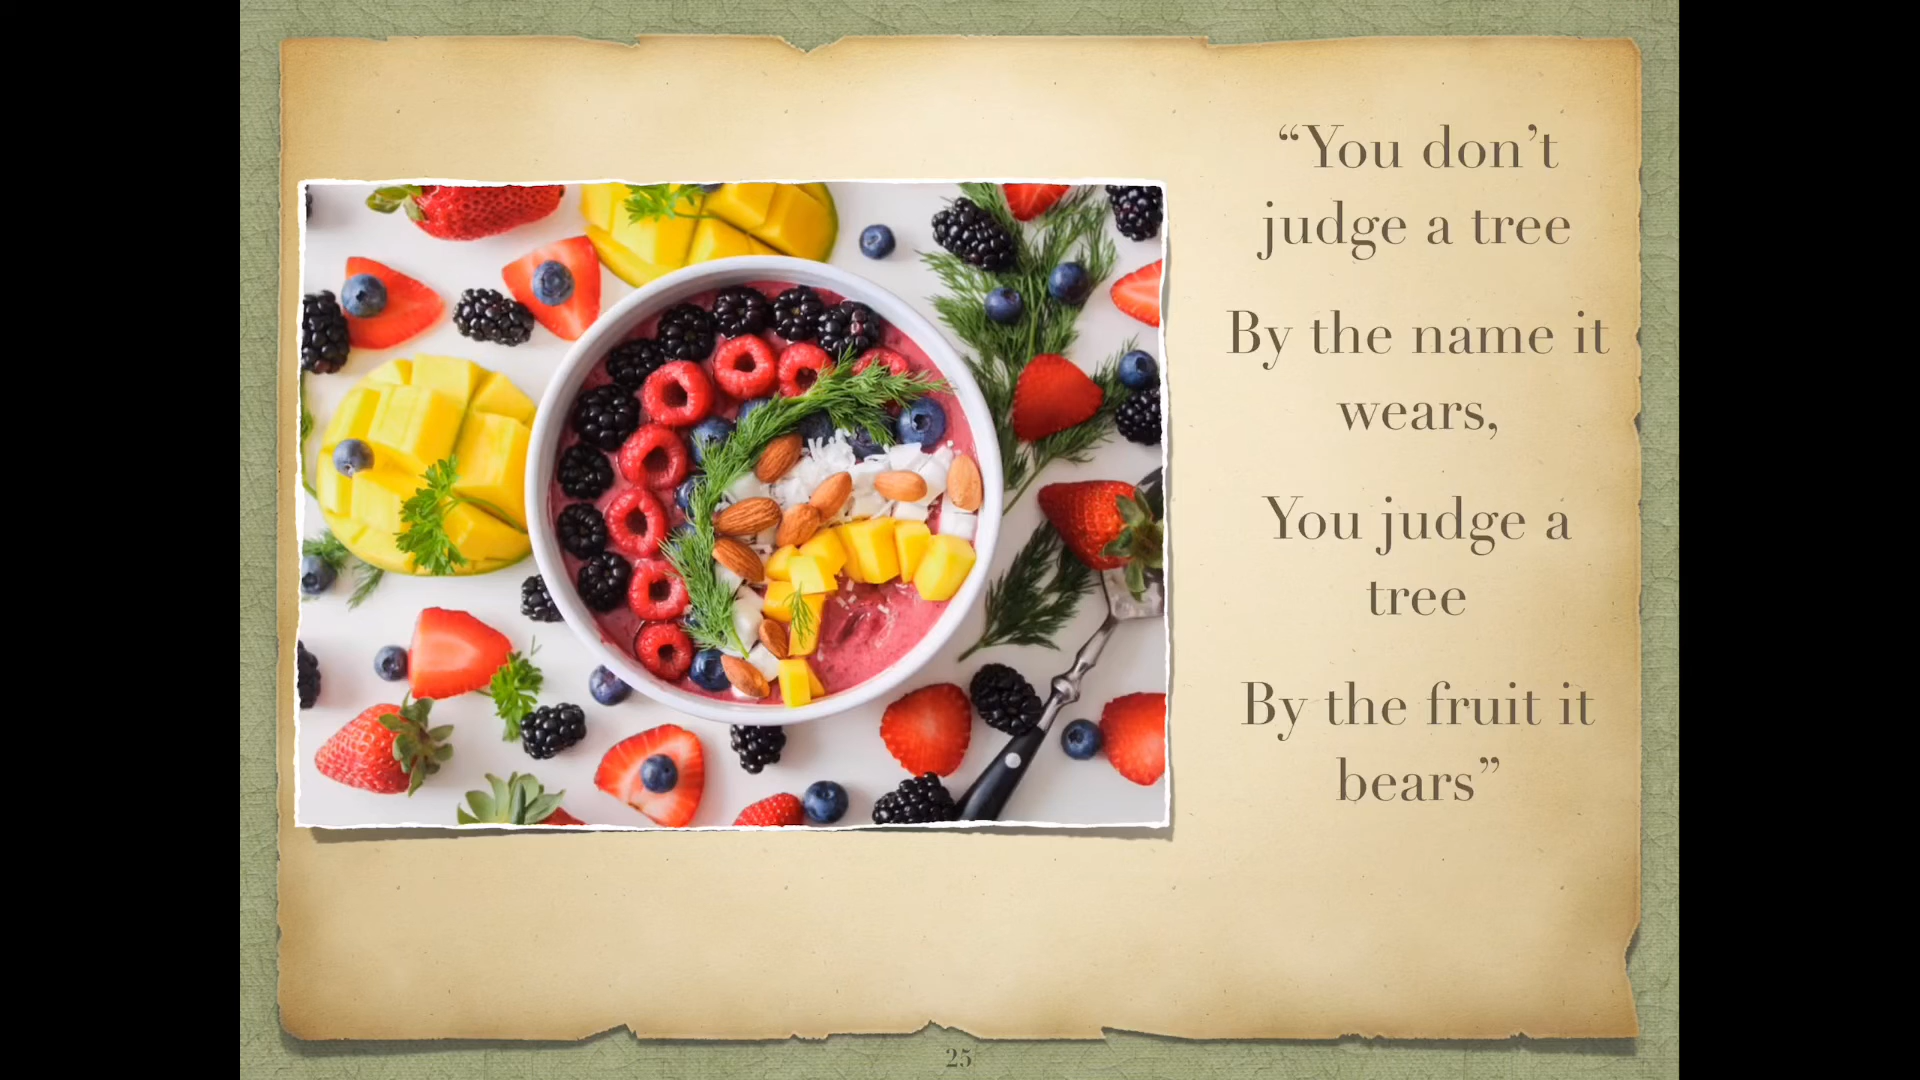 “You don’t
judge a tree
By the name it
wears,
You judge a
tree
By the fruit it
bears”
25